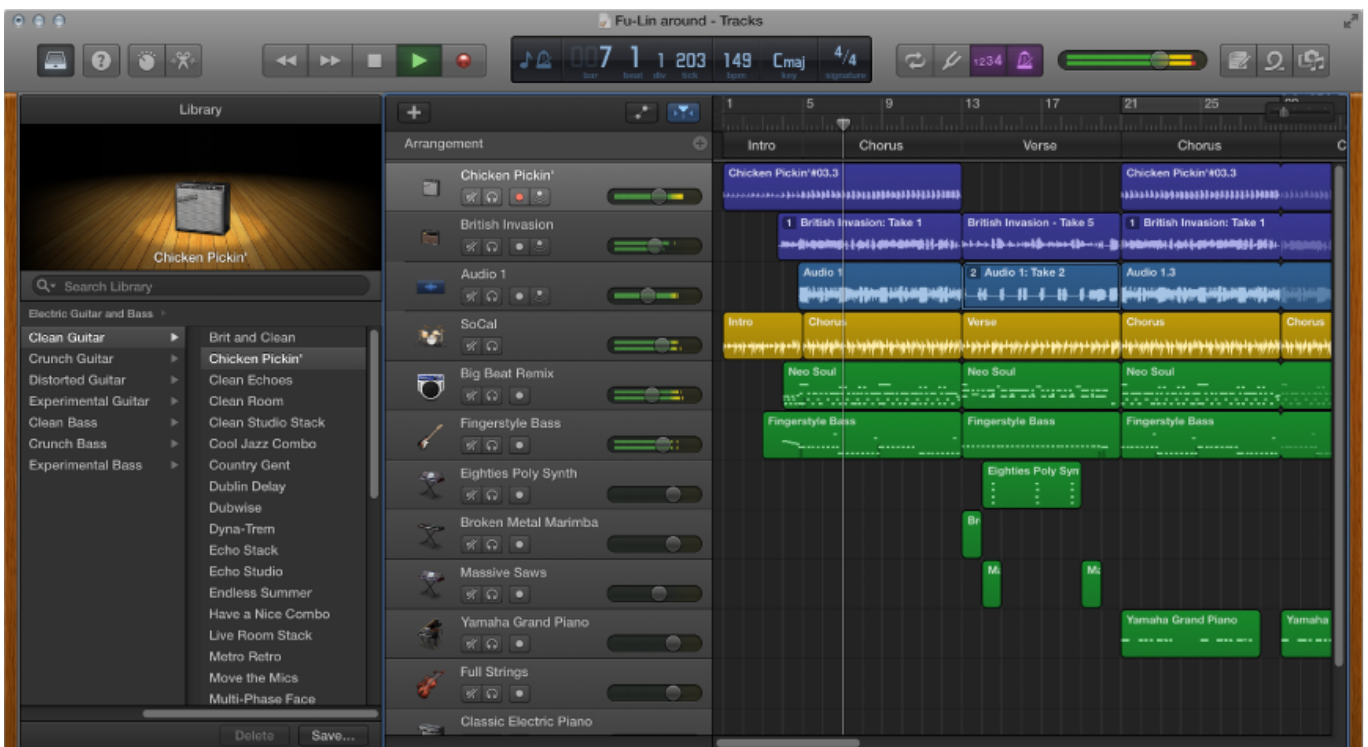 Fu-Lin around - Tracks
1234
007 1 1 203 149 Cmaj 4/4
bar beat div tick bpm key signature
Library
Chicken Pickin'
Search Library
Electric Guitar and Bass
Clean Guitar
Crunch Guitar
Distorted Guitar
Experimental Guitar
Clean Bass
Crunch Bass
Experimental Bass
Brit and Clean
Chicken Pickin'
Clean Echoes
Clean Room
Clean Studio Stack
Cool Jazz Combo
Country Gent
Dublin Delay
Dubwise
Dyna-Trem
Echo Stack
Echo Studio
Endless Summer
Have a Nice Combo
Live Room Stack
Metro Retro
Move the Mics
Multi-Phase Face
Delete Save...
Arrangement
Chicken Pickin'
British Invasion
Audio 1
SoCal
Big Beat Remix
Fingerstyle Bass
Eighties Poly Synth
Broken Metal Marimba
Massive Saws
Yamaha Grand Piano
Full Strings
Classic Electric Piano
1 5 9 13 17 21 25
Intro Chorus Verse Chorus C
Chicken Pickin'#03.3 Chicken Pickin'#03.3
1 British Invasion: Take 1 British Invasion - Take 5 1 British Invasion: Take 1
Audio 1 2 Audio 1: Take 2 Audio 1.3
Intro Chorus Verse Chorus Chorus
Neo Soul Neo Soul Neo Soul
Fingerstyle Bass Fingerstyle Bass Fingerstyle Bass
Eighties Poly Syn
Br
Ma Ma
Yamaha Grand Piano Yamaha